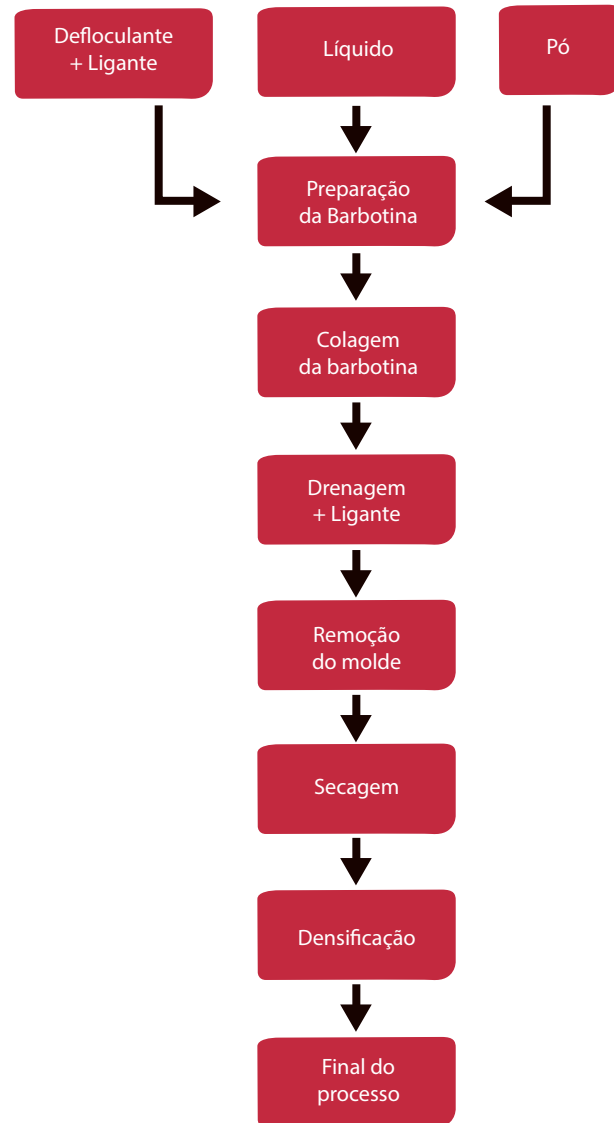 Defloculante
+ Ligante
Líquido
Pó
Preparação
da Barbotina
Colagem
da barbotina
Drenagem
+ Ligante
Remoção
do molde
Secagem
Densificação
Final do
processo